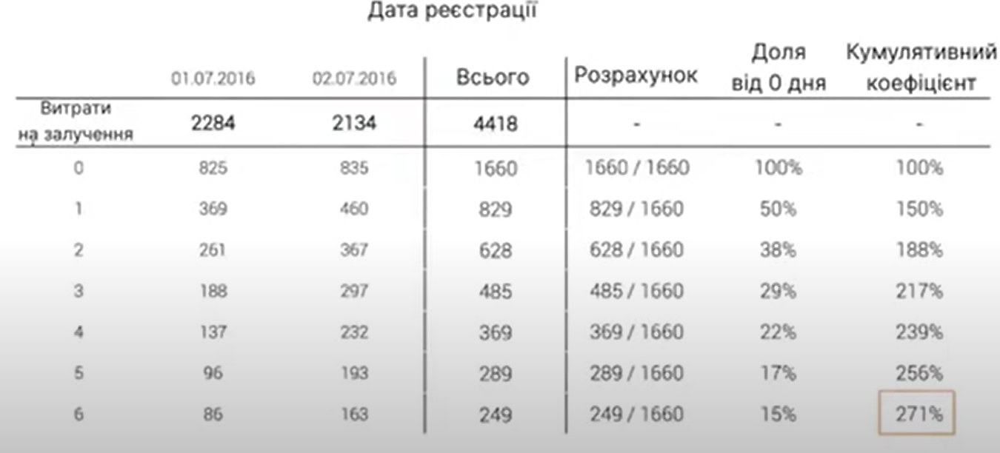 Дата реєстрації
01.07.2016 02.07.2016 Всього Розрахунок Доля від 0 дня Кумулятивний коефіцієнт
Витрати на залучення 2284 2134 4418 - - -
0 825 835 1660 1660 / 1660 100% 100%
1 369 460 829 829 / 1660 50% 150%
2 261 367 628 628 / 1660 38% 188%
3 188 297 485 485 / 1660 29% 217%
4 137 232 369 369 / 1660 22% 239%
5 96 193 289 289 / 1660 17% 256%
6 86 163 249 249 / 1660 15% 271%